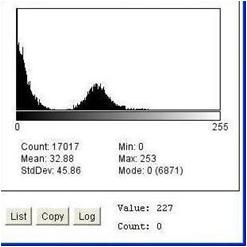 0 255
Count: 17017 Min: 0
Mean: 32.88 Max: 253
StdDev: 45.86 Mode: 0 (6871)
List Copy Log Value: 227
Count: 0